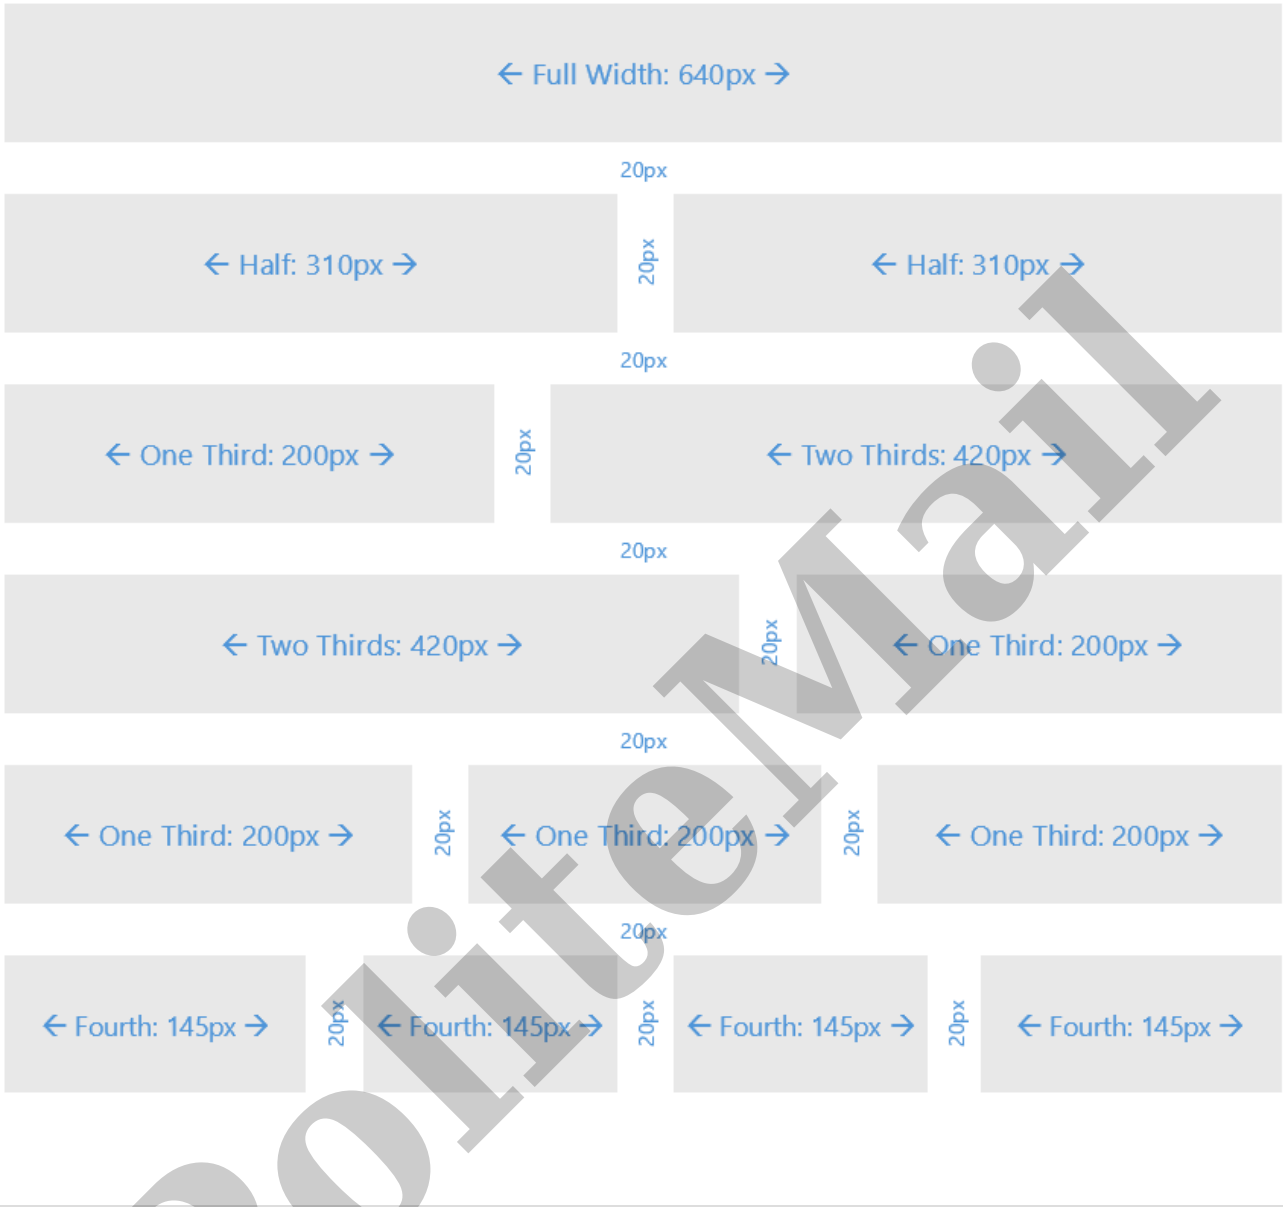 ← Full Width: 640px →
20px
← Half: 310px → 20px ← Half: 310px →
20px
← One Third: 200px → 20px ← Two Thirds: 420px →
20px
← Two Thirds: 420px → 20px ← One Third: 200px →
20px
← One Third: 200px → 20px ← One Third: 200px → 20px ← One Third: 200px →
20px
← Fourth: 145px → 20px ← Fourth: 145px → 20px ← Fourth: 145px → 20px ← Fourth: 145px →
PoliteMail